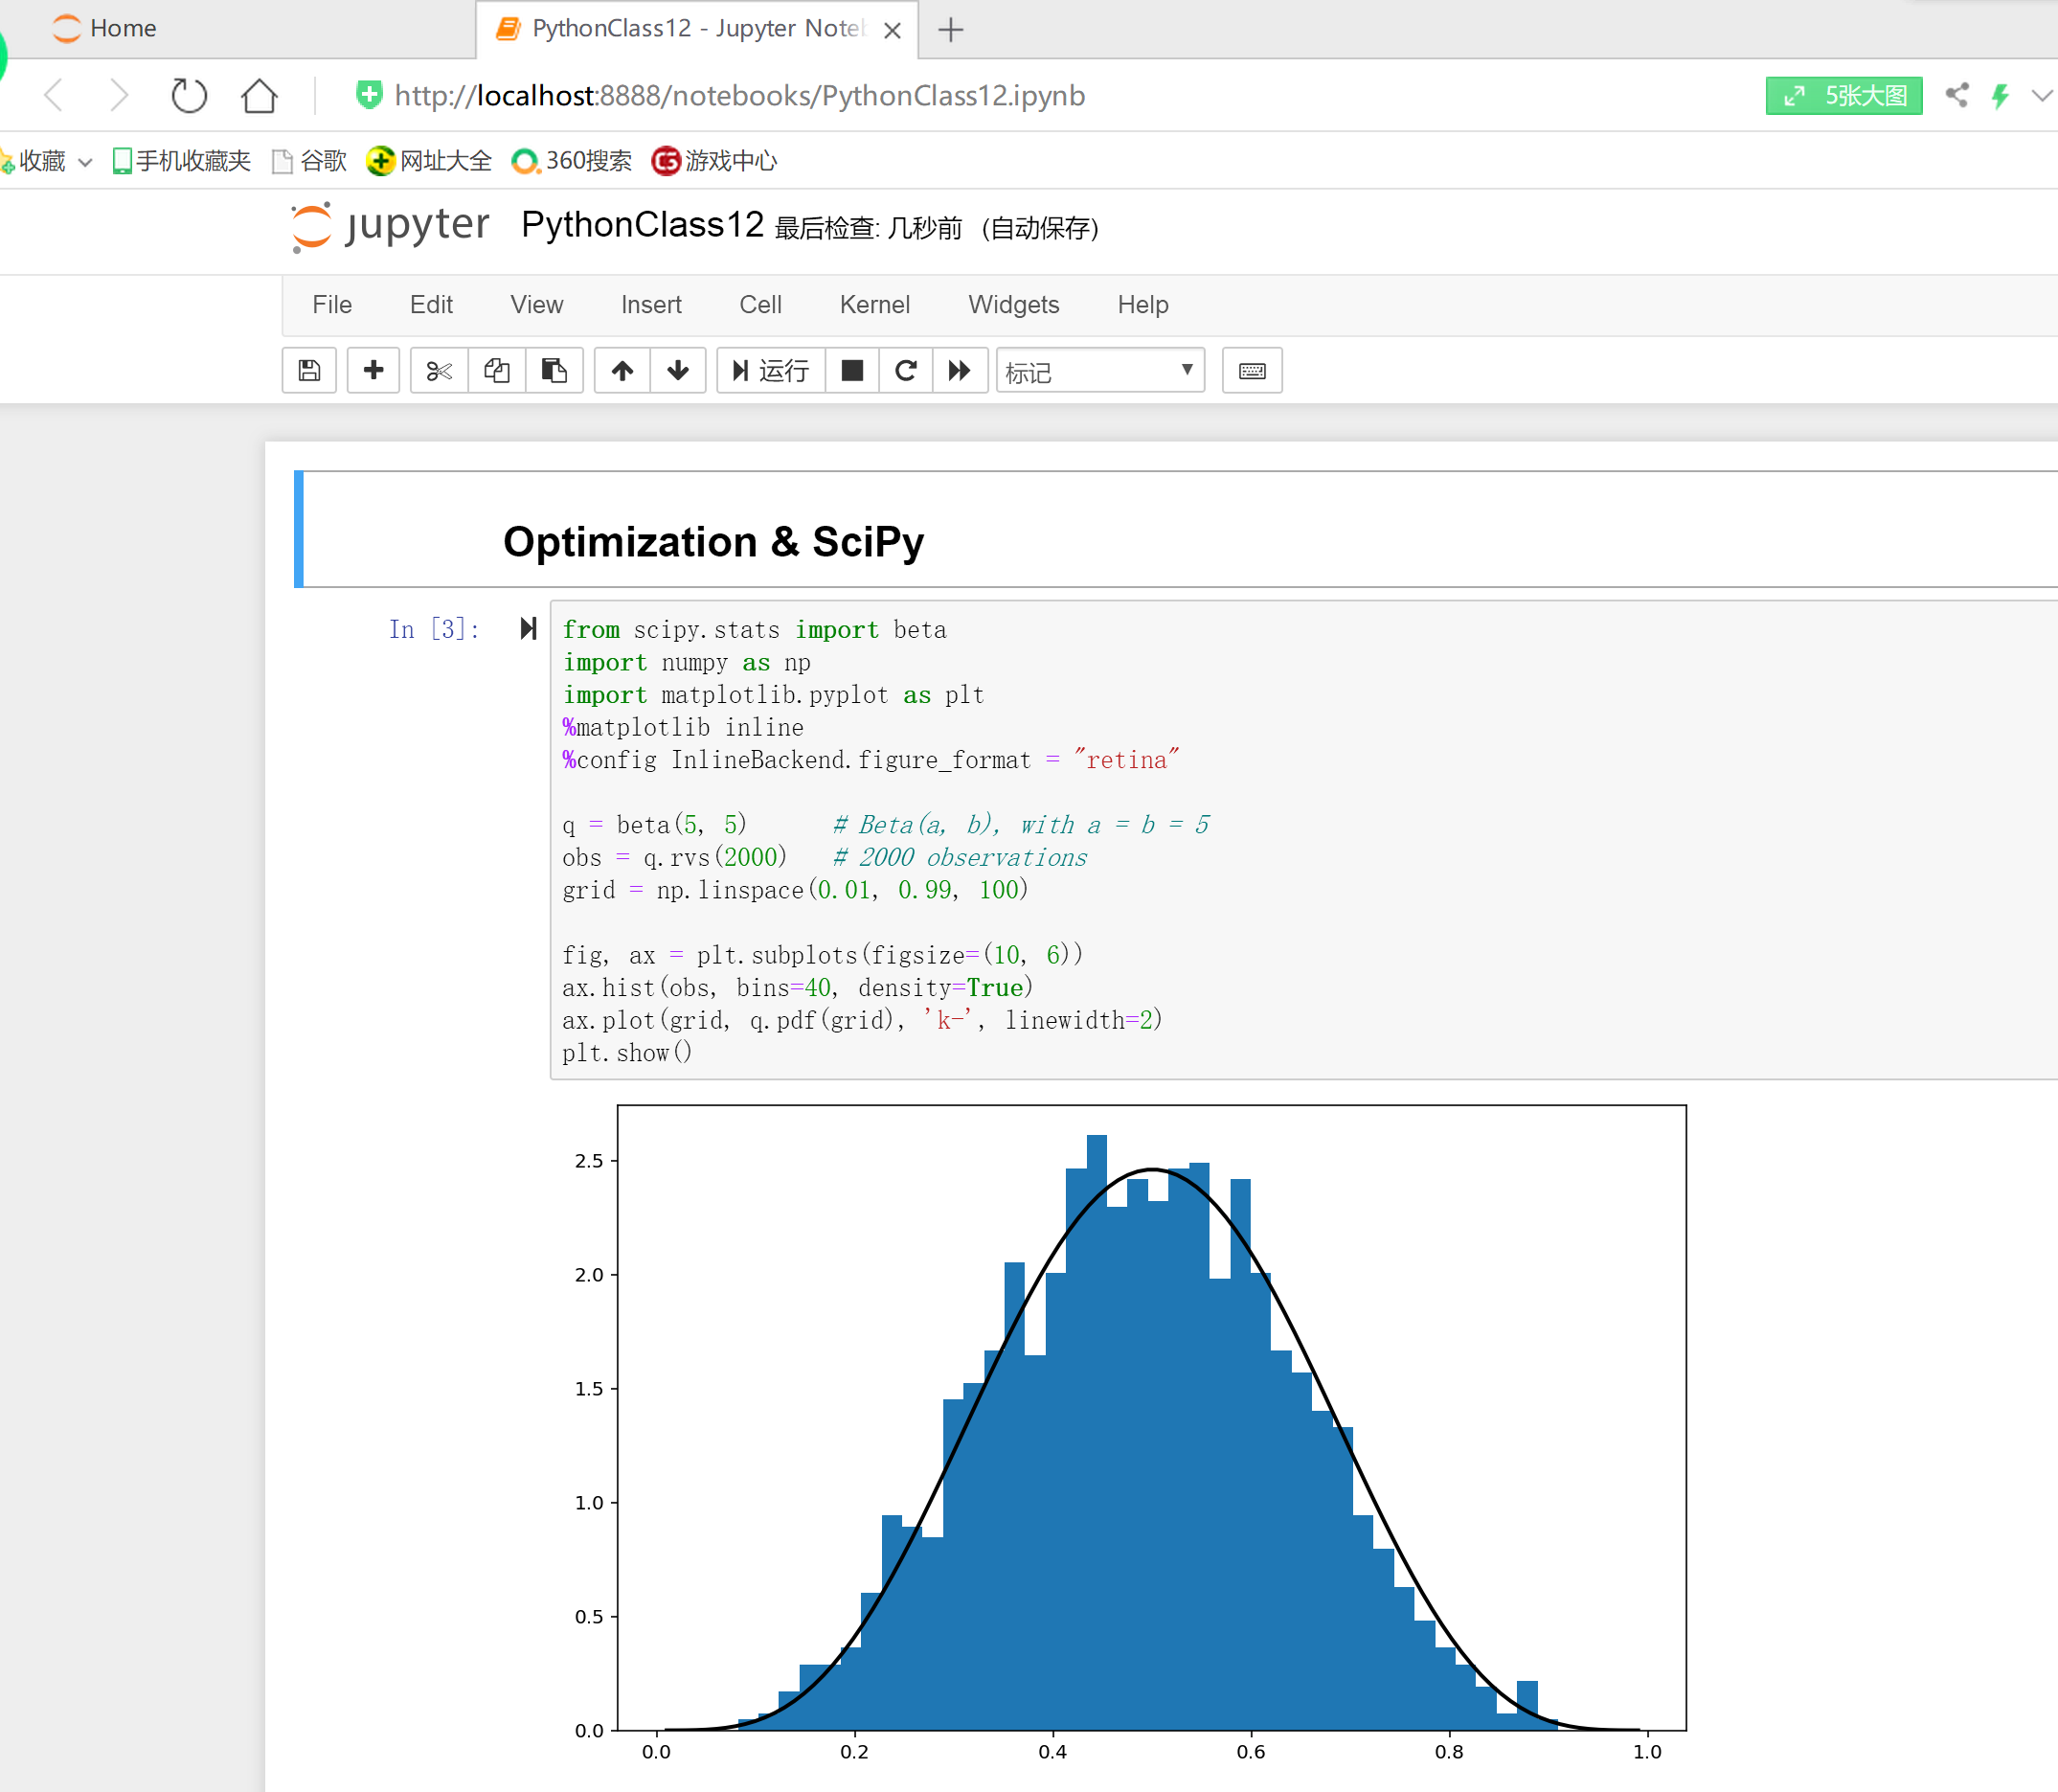 Home
PythonClass12 - Jupyter Note
http://localhost:8888/notebooks/PythonClass12.ipynb
5张大图
收藏 手机收藏夹 谷歌 网址大全 360搜索 游戏中心
jupyter PythonClass12 最后检查: 几秒前 (自动保存)
File Edit View Insert Cell Kernel Widgets Help
运行 标记
Optimization & SciPy
In [3]:
from scipy.stats import beta
import numpy as np
import matplotlib.pyplot as plt
%matplotlib inline
%config InlineBackend.figure_format = "retina"
q = beta(5, 5) # Beta(a, b), with a = b = 5
obs = q.rvs(2000) # 2000 observations
grid = np.linspace(0.01, 0.99, 100)
fig, ax = plt.subplots(figsize=(10, 6))
ax.hist(obs, bins=40, density=True)
ax.plot(grid, q.pdf(grid), 'k-', linewidth=2)
plt.show()
2.5
2.0
1.5
1.0
0.5
0.0
0.0 0.2 0.4 0.6 0.8 1.0